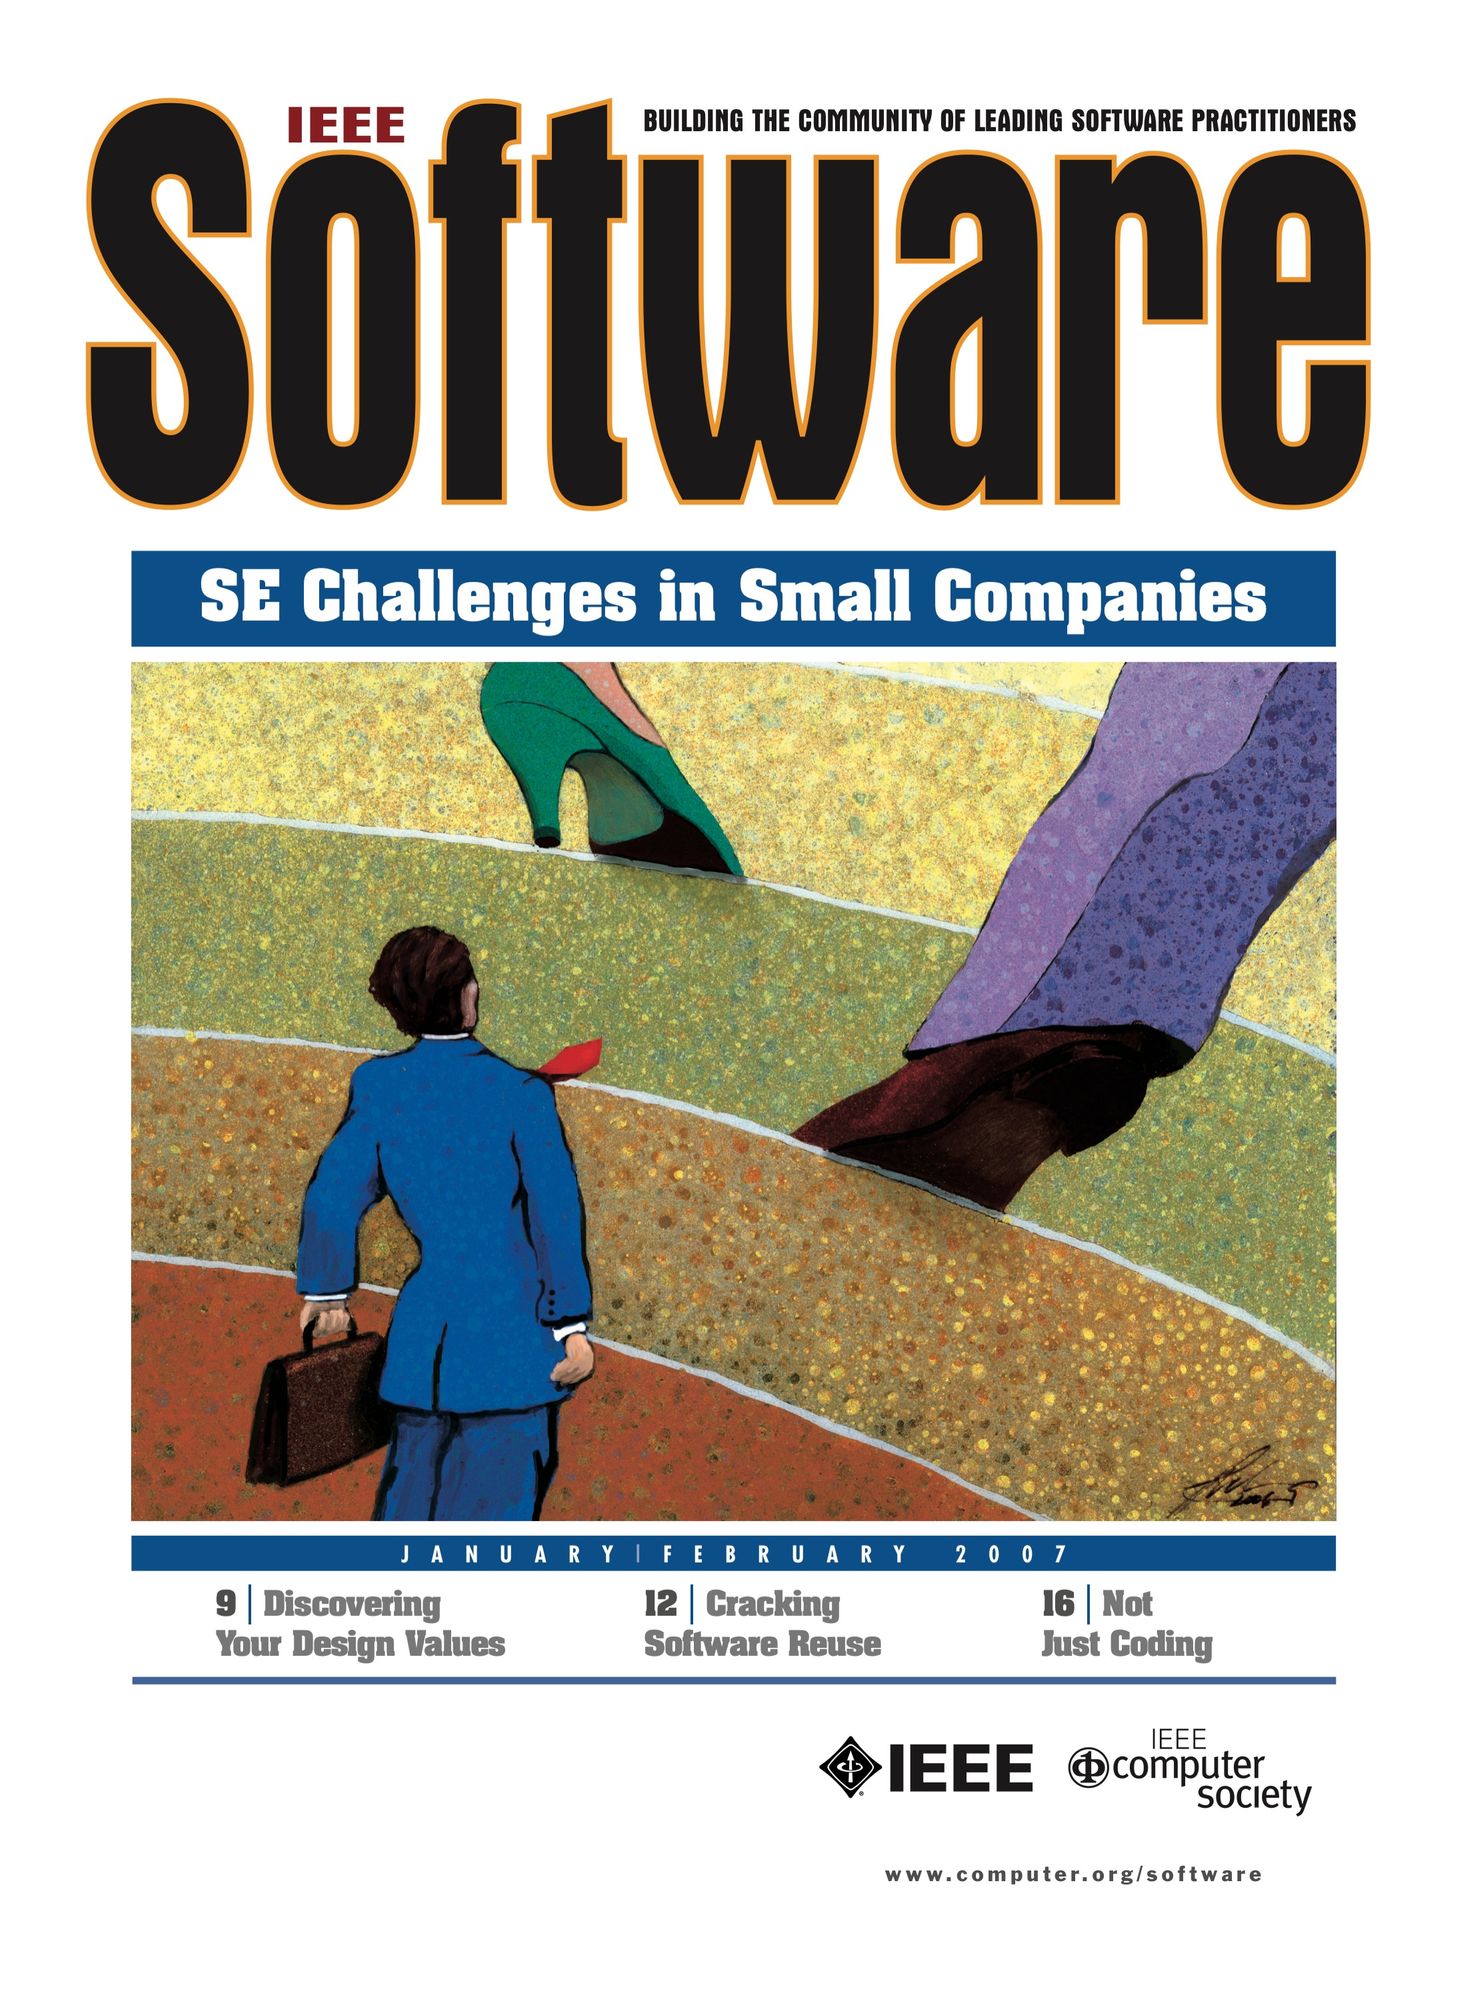 IEEE
BUILDING THE COMMUNITY OF LEADING SOFTWARE PRACTITIONERS
Software
SE Challenges in Small Companies
JANUARY | FEBRUARY 2007
9 | Discovering
Your Design Values
12 | Cracking
Software Reuse
16 | Not
Just Coding
IEEE
IEEE
computer
society
www.computer.org/software